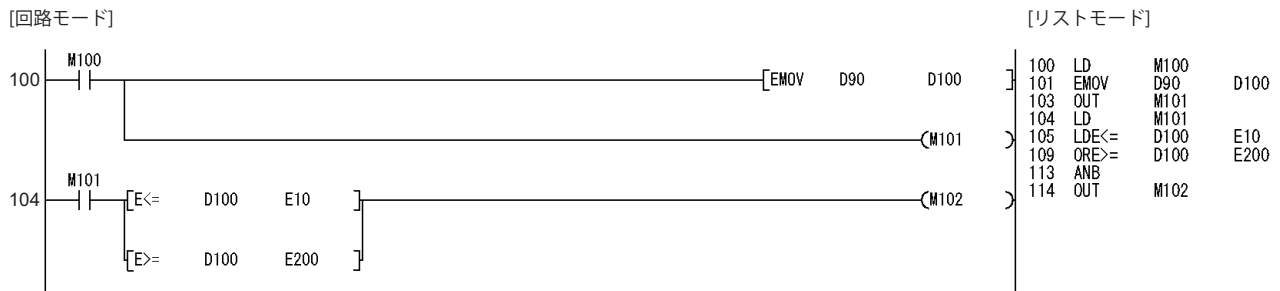 [回路モード]
[リストモード]
M100
100
[EMOV D90 D100 ]
(M101 )
M101
104
[E<= D100 E10 ]
(M102 )
[E>= D100 E200 ]
100 LD M100
101 EMOV D90 D100
103 OUT M101
104 LD M101
105 LDE<= D100 E10
109 ORE>= D100 E200
113 ANB
114 OUT M102